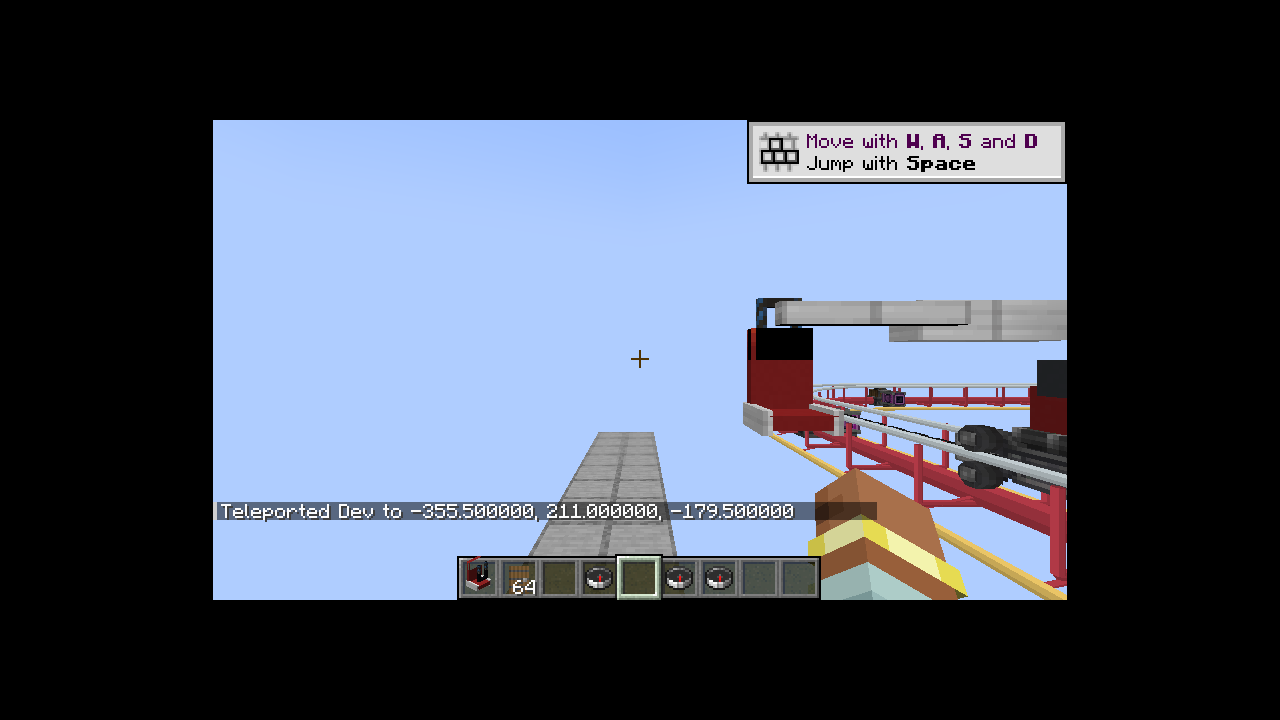 Move with W, A, S and D
Jump with Space
Teleported Dev to -355.500000, 211.000000, -179.500000
64